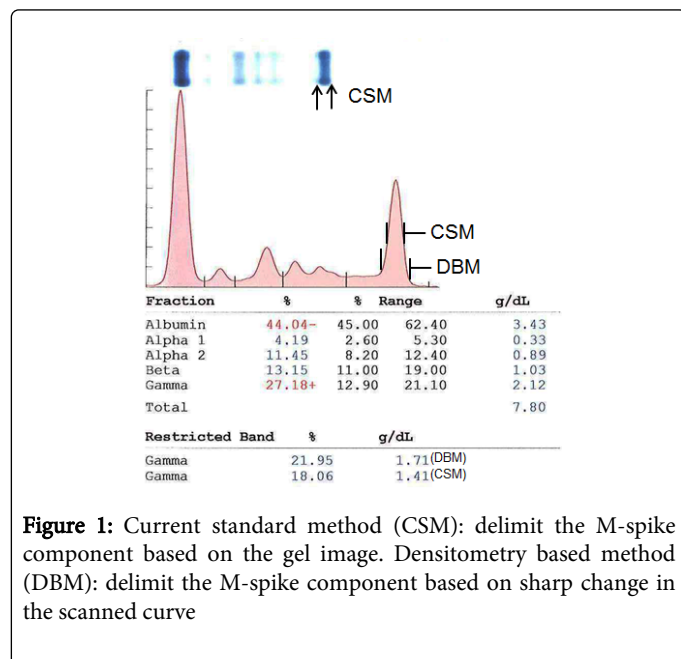 CSM
CSM
DBM
Fraction % % Range g/dL
Albumin 44.04- 45.00 62.40 3.43
Alpha 1 4.19 2.60 5.30 0.33
Alpha 2 11.45 8.20 12.40 0.89
Beta 13.15 11.00 19.00 1.03
Gamma 27.18+ 12.90 21.10 2.12
Total 7.80
Restricted Band % g/dL
Gamma 21.95 1.71(DBM)
Gamma 18.06 1.41(CSM)
Figure 1: Current standard method (CSM): delimit the M-spike
component based on the gel image. Densitometry based method
(DBM): delimit the M-spike component based on sharp change in
the scanned curve